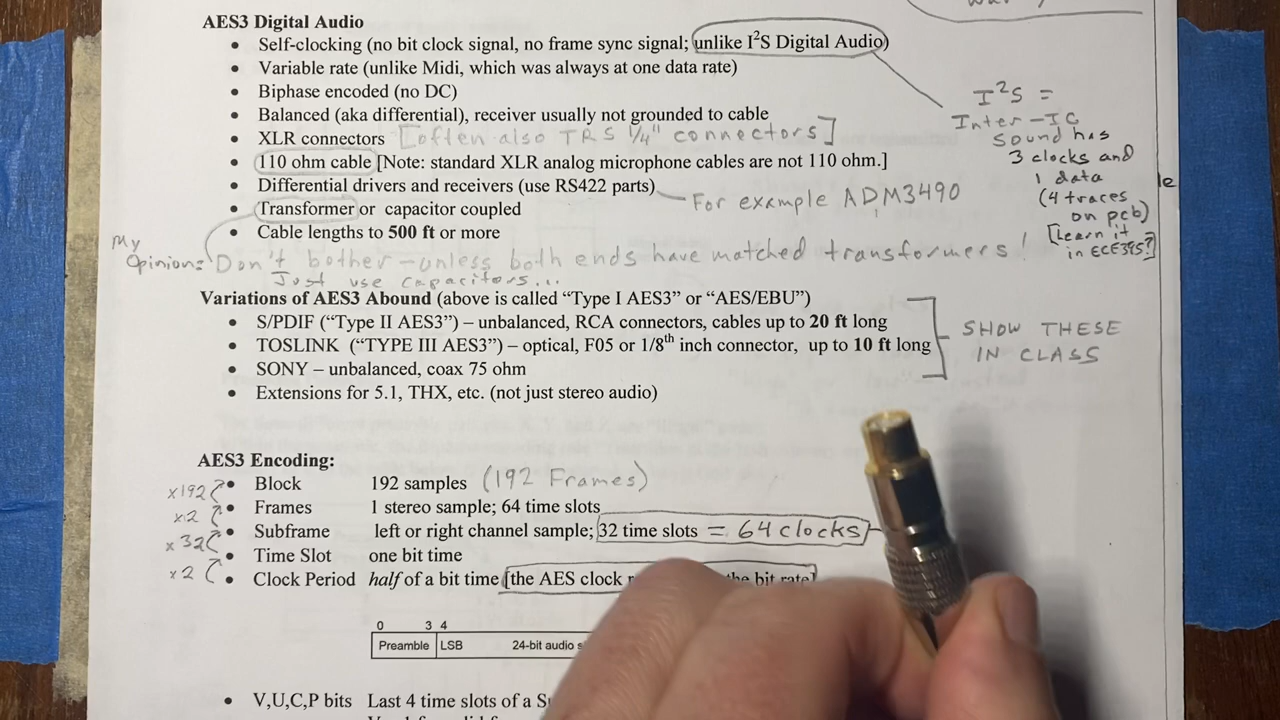 AES3 Digital Audio
• Self-clocking (no bit clock signal, no frame sync signal; unlike I²S Digital Audio)
• Variable rate (unlike Midi, which was always at one data rate)
• Biphase encoded (no DC)
• Balanced (aka differential), receiver usually not grounded to cable
• XLR connectors [often also TRS 1/4" connectors]
• 110 ohm cable [Note: standard XLR analog microphone cables are not 110 ohm.]
• Differential drivers and receivers (use RS422 parts) For example ADM3490
• Transformer or capacitor coupled
• Cable lengths to 500 ft or more
I²S =
Inter-IC
Sound has
3 clocks and
1 data
(4 traces
on pcb)
[Learn it
in ECE395?]
le
My
Opinion: Don't bother - unless both ends have matched transformers!
Just use capacitors...
Variations of AES3 Abound (above is called “Type I AES3” or “AES/EBU”)
• S/PDIF (“Type II AES3”) – unbalanced, RCA connectors, cables up to 20 ft long
• TOSLINK (“TYPE III AES3”) – optical, F05 or 1/8th inch connector, up to 10 ft long
• SONY – unbalanced, coax 75 ohm
• Extensions for 5.1, THX, etc. (not just stereo audio)
SHOW THESE
IN CLASS
AES3 Encoding:
• Block 192 samples (192 Frames)
x192
• Frames 1 stereo sample; 64 time slots
x2
• Subframe left or right channel sample; 32 time slots = 64 clocks
x32
• Time Slot one bit time
x2
• Clock Period half of a bit time [the AES clock the bit rate]
0 3 4
Preamble LSB 24-bit audio
• V,U,C,P bits Last 4 time slots of a